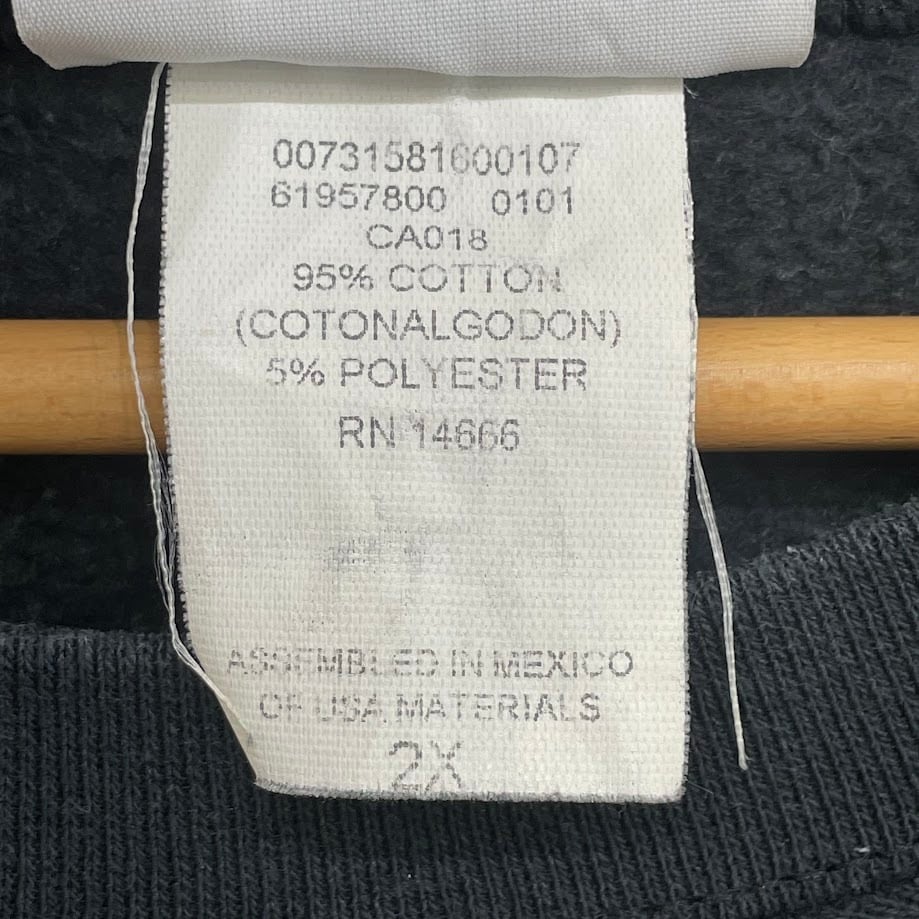 00731581600107
61957800 0101
CA018
95% COTTON
(COTONALGODON)
5% POLYESTER
RN 14666
ASSEMBLED IN MEXICO
OF USA MATERIALS
2X